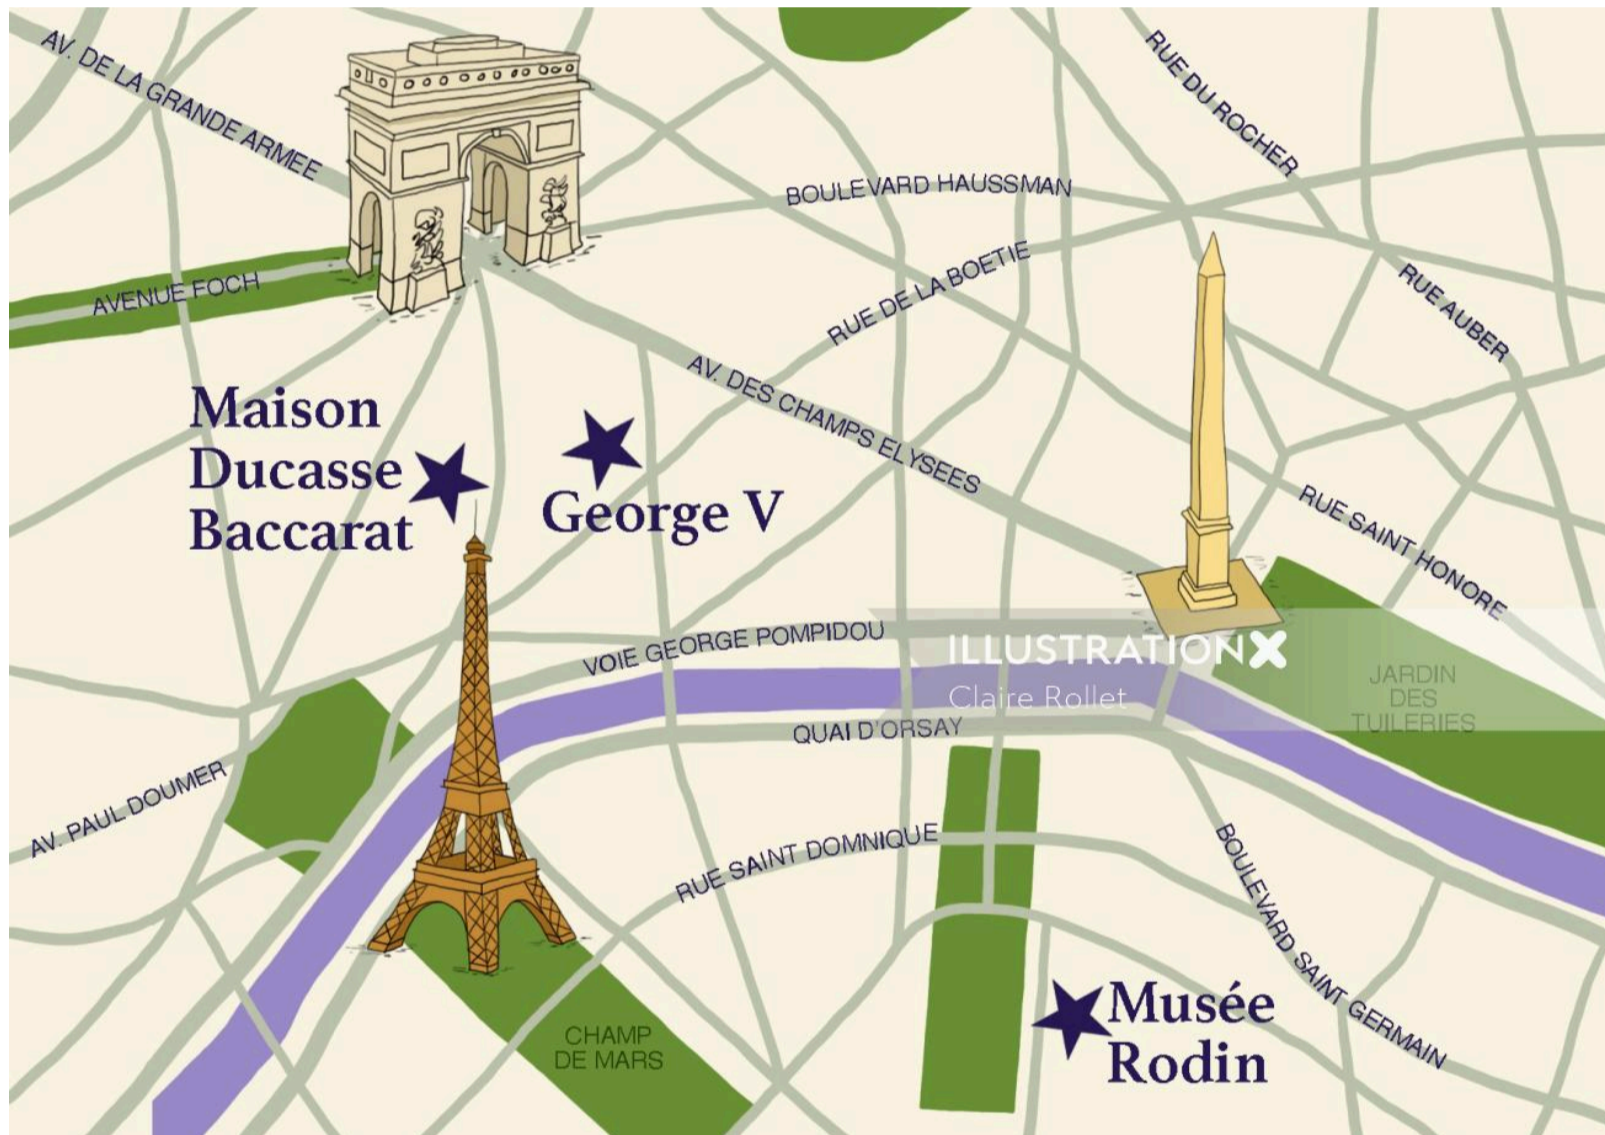 AV. DE LA GRANDE ARMEE
RUE DU ROCHER
BOULEVARD HAUSSMAN
RUE DE LA BOETIE
AVENUE FOCH
RUE AUBER
AV. DES CHAMPS ELYSEES
Maison
Ducasse
Baccarat
George V
RUE SAINT HONORE
VOIE GEORGE POMPIDOU
ILLUSTRATIONX
Claire Rollet
JARDIN
DES
TUILERIES
QUAI D'ORSAY
AV. PAUL DOUMER
RUE SAINT DOMNIQUE
BOULEVARD SAINT GERMAIN
CHAMP
DE MARS
Musée
Rodin